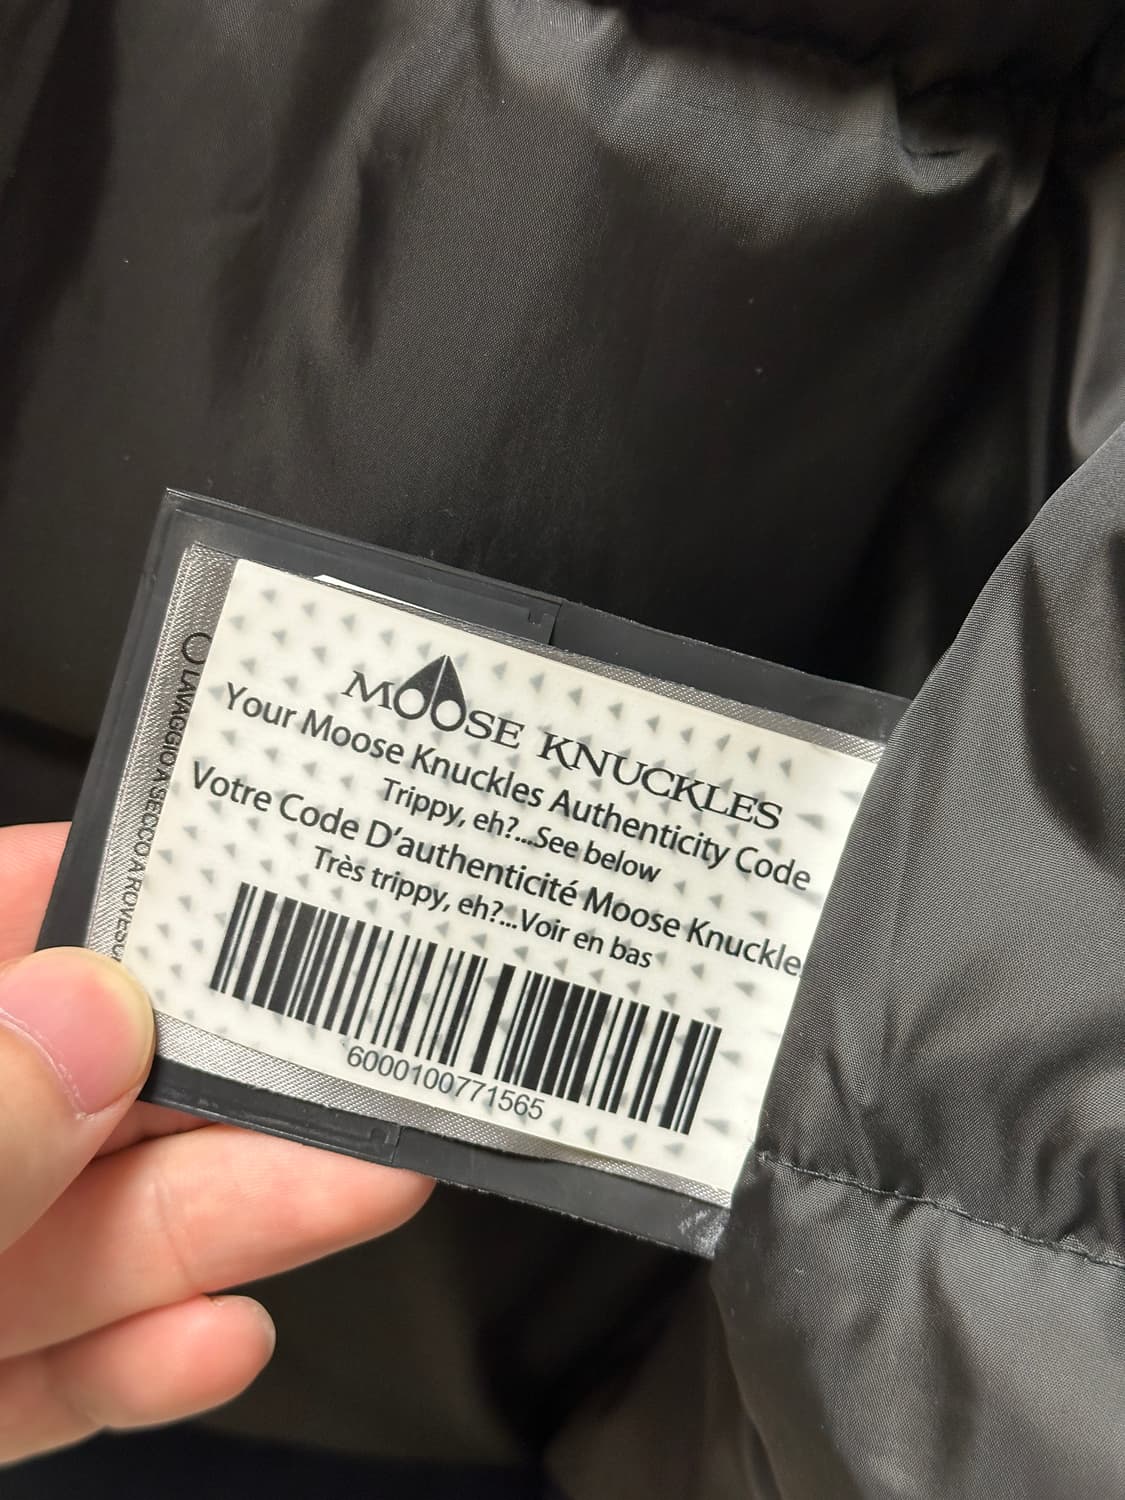 MOOSE KNUCKLES
Your Moose Knuckles Authenticity Code
Trippy, eh?...See below
Votre Code D'authenticité Moose Knuckle
Très trippy, eh?...Voir en bas
6000100771565
LAVAGGIO A SECCO A ROVESC